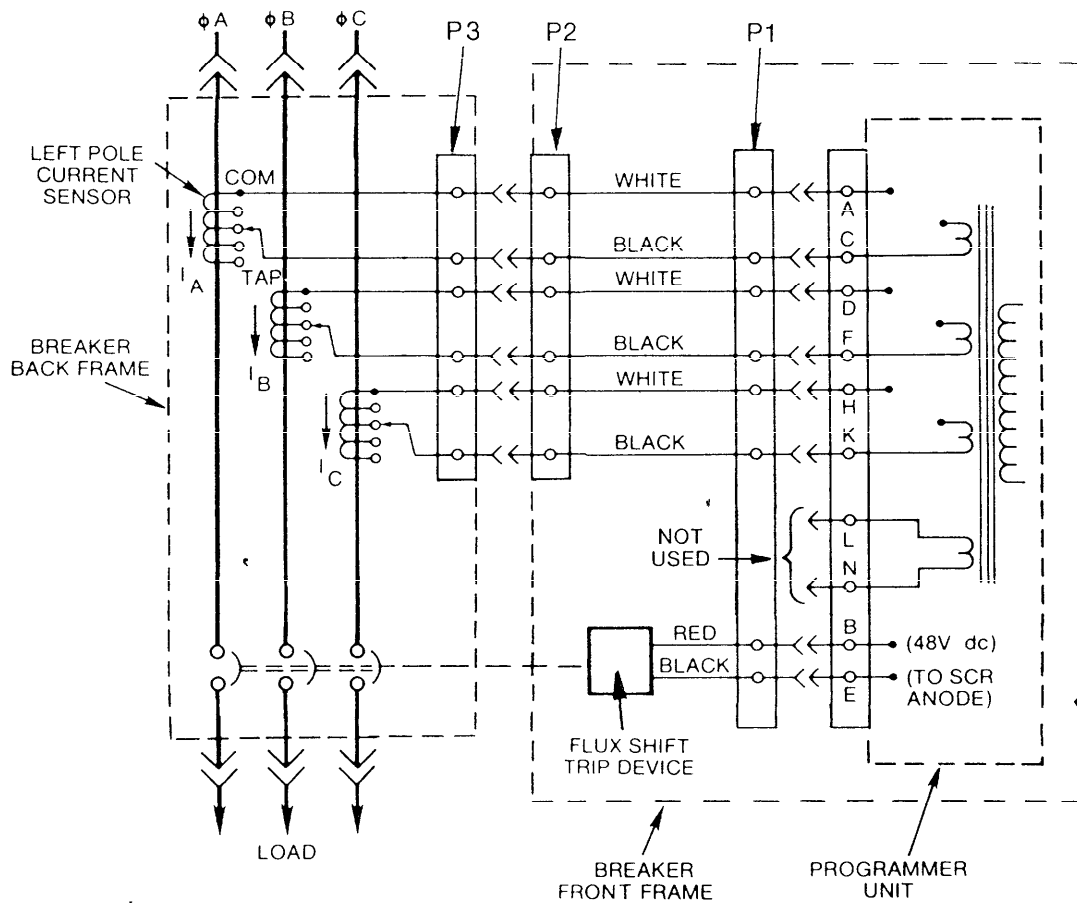 ϕA ϕB ϕC
P3 P2 P1
LEFT POLE
CURRENT
SENSOR
COM
WHITE
A
I A
TAP
BLACK
C
WHITE
D
BREAKER
BACK FRAME
I B
BLACK
F
WHITE
H
I C
BLACK
K
NOT
USED
L
N
RED
B
(48V dc)
BLACK
E
(TO SCR
ANODE)
FLUX SHIFT
TRIP DEVICE
LOAD
BREAKER
FRONT FRAME
PROGRAMMER
UNIT